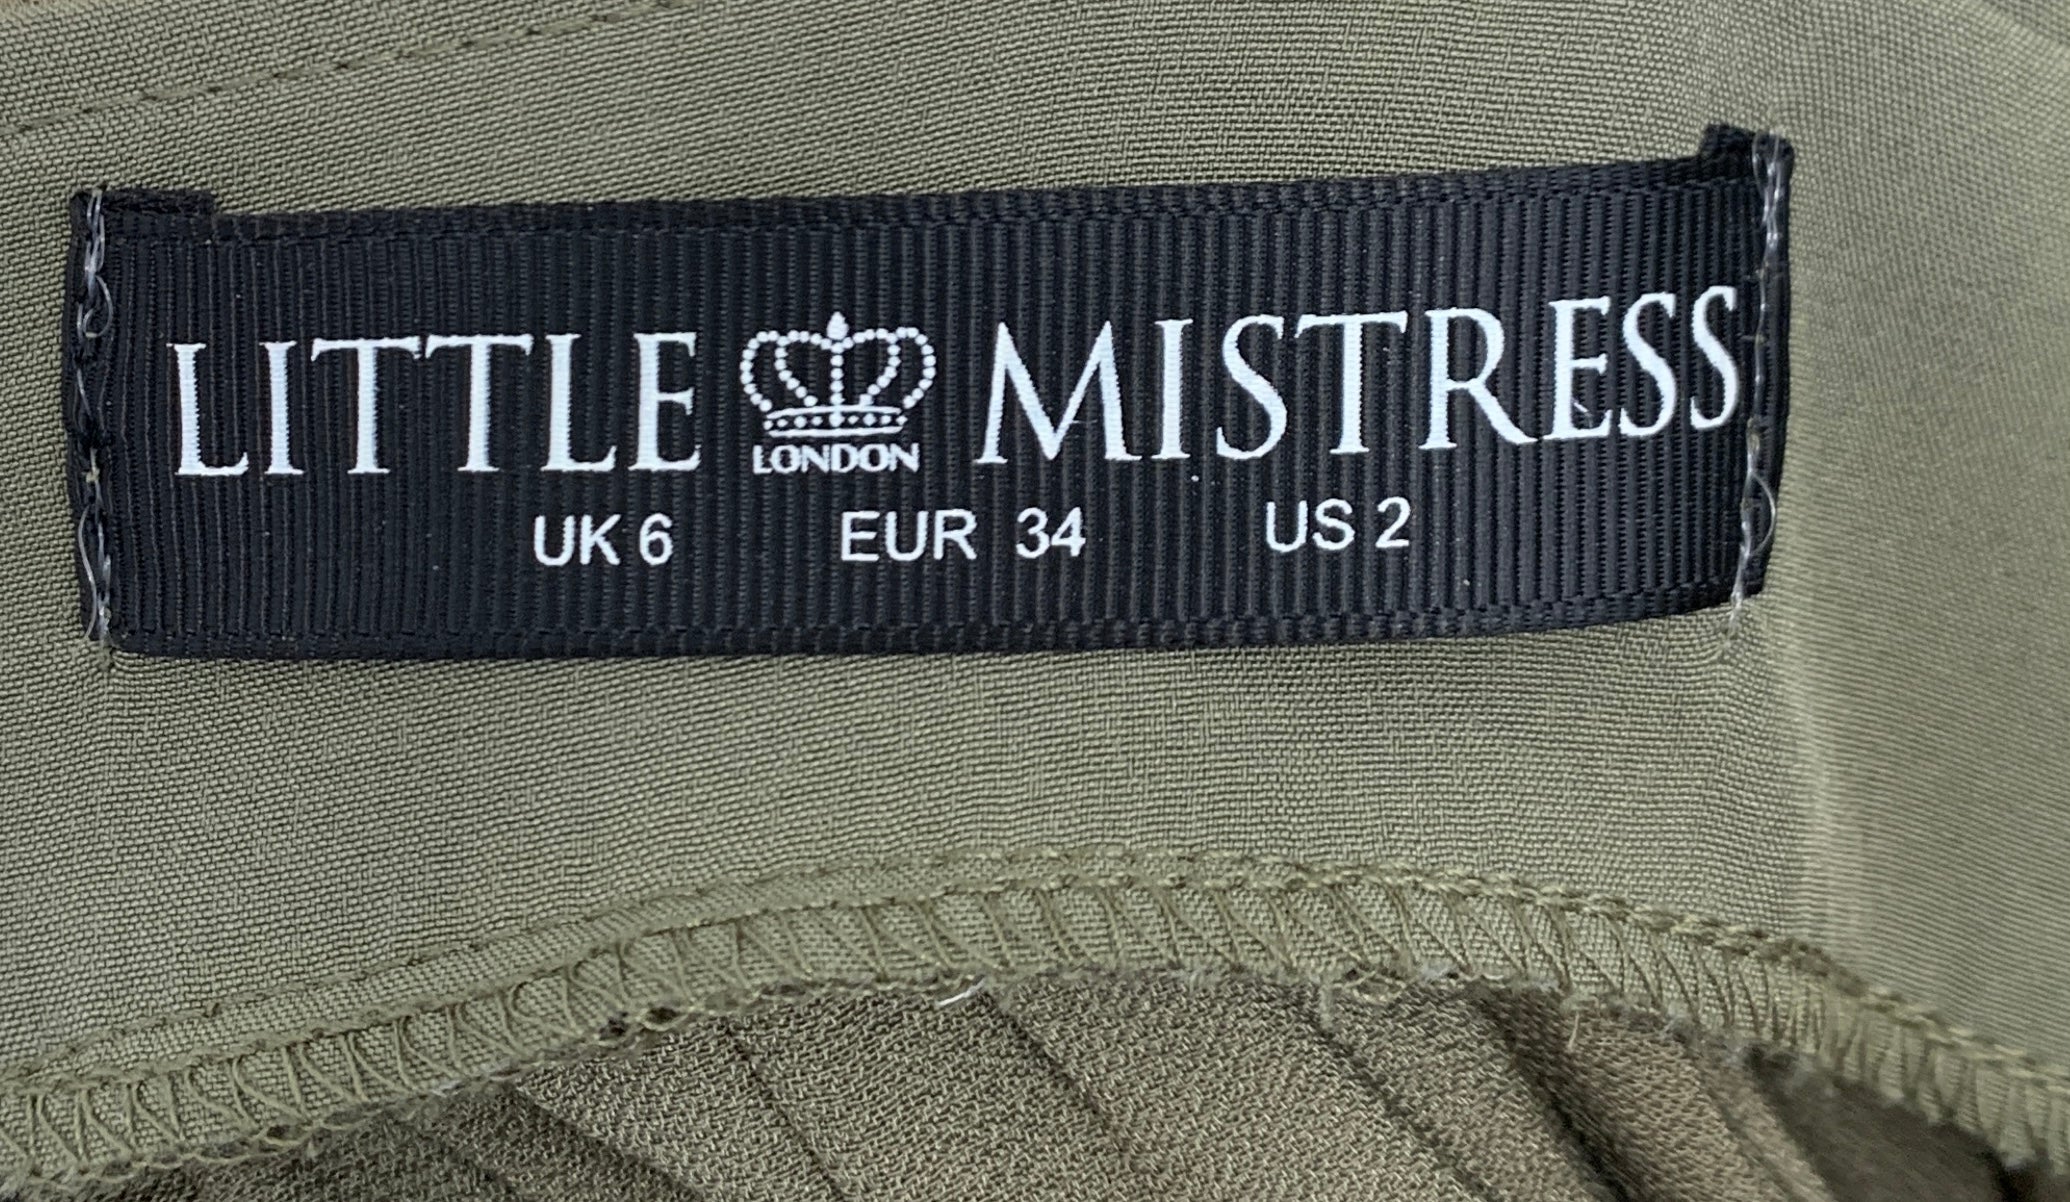 LITTLE LONDON MISTRESS
UK 6 EUR 34 US 2